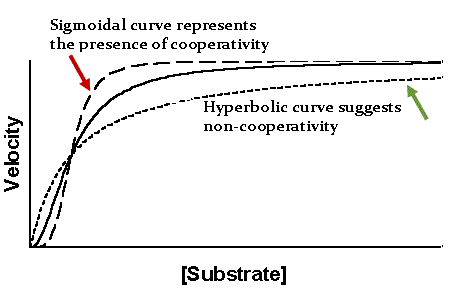 Sigmoidal curve represents
the presence of cooperativity
Hyperbolic curve suggests
non-cooperativity
Velocity
[Substrate]